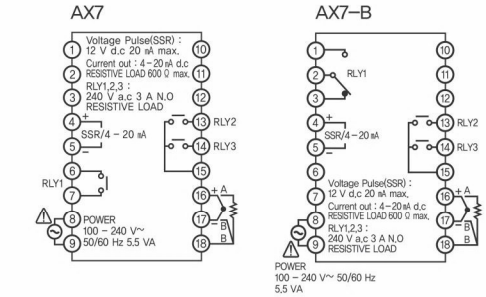 AX7
Voltage Pulse(SSR) :
12 V d.c 20 mA max.
Current out : 4-20 mA d.c
RESISTIVE LOAD 600 Ω max.
RLY1,2,3 :
240 V a.c 3 A N.O
RESISTIVE LOAD
1
2
3
4
5
6
7
8
9
10
11
12
13
14
15
16
17
18
+
SSR/4 - 20 mA
−
RLY2
RLY3
RLY1
+ A
− B
B
POWER
100 - 240 V~
50/60 Hz 5.5 VA
AX7-B
1
2
3
4
5
6
7
8
9
10
11
12
13
14
15
16
17
18
RLY1
+
SSR/4 - 20 mA
−
RLY2
RLY3
Voltage Pulse(SSR) :
12 V d.c 20 mA max.
Current out : 4-20 mA d.c
RESISTIVE LOAD 600 Ω max.
RLY1,2,3 :
240 V a.c 3 A N.O
RESISTIVE LOAD
+ A
− B
B
POWER
100 - 240 V~ 50/60 Hz
5.5 VA